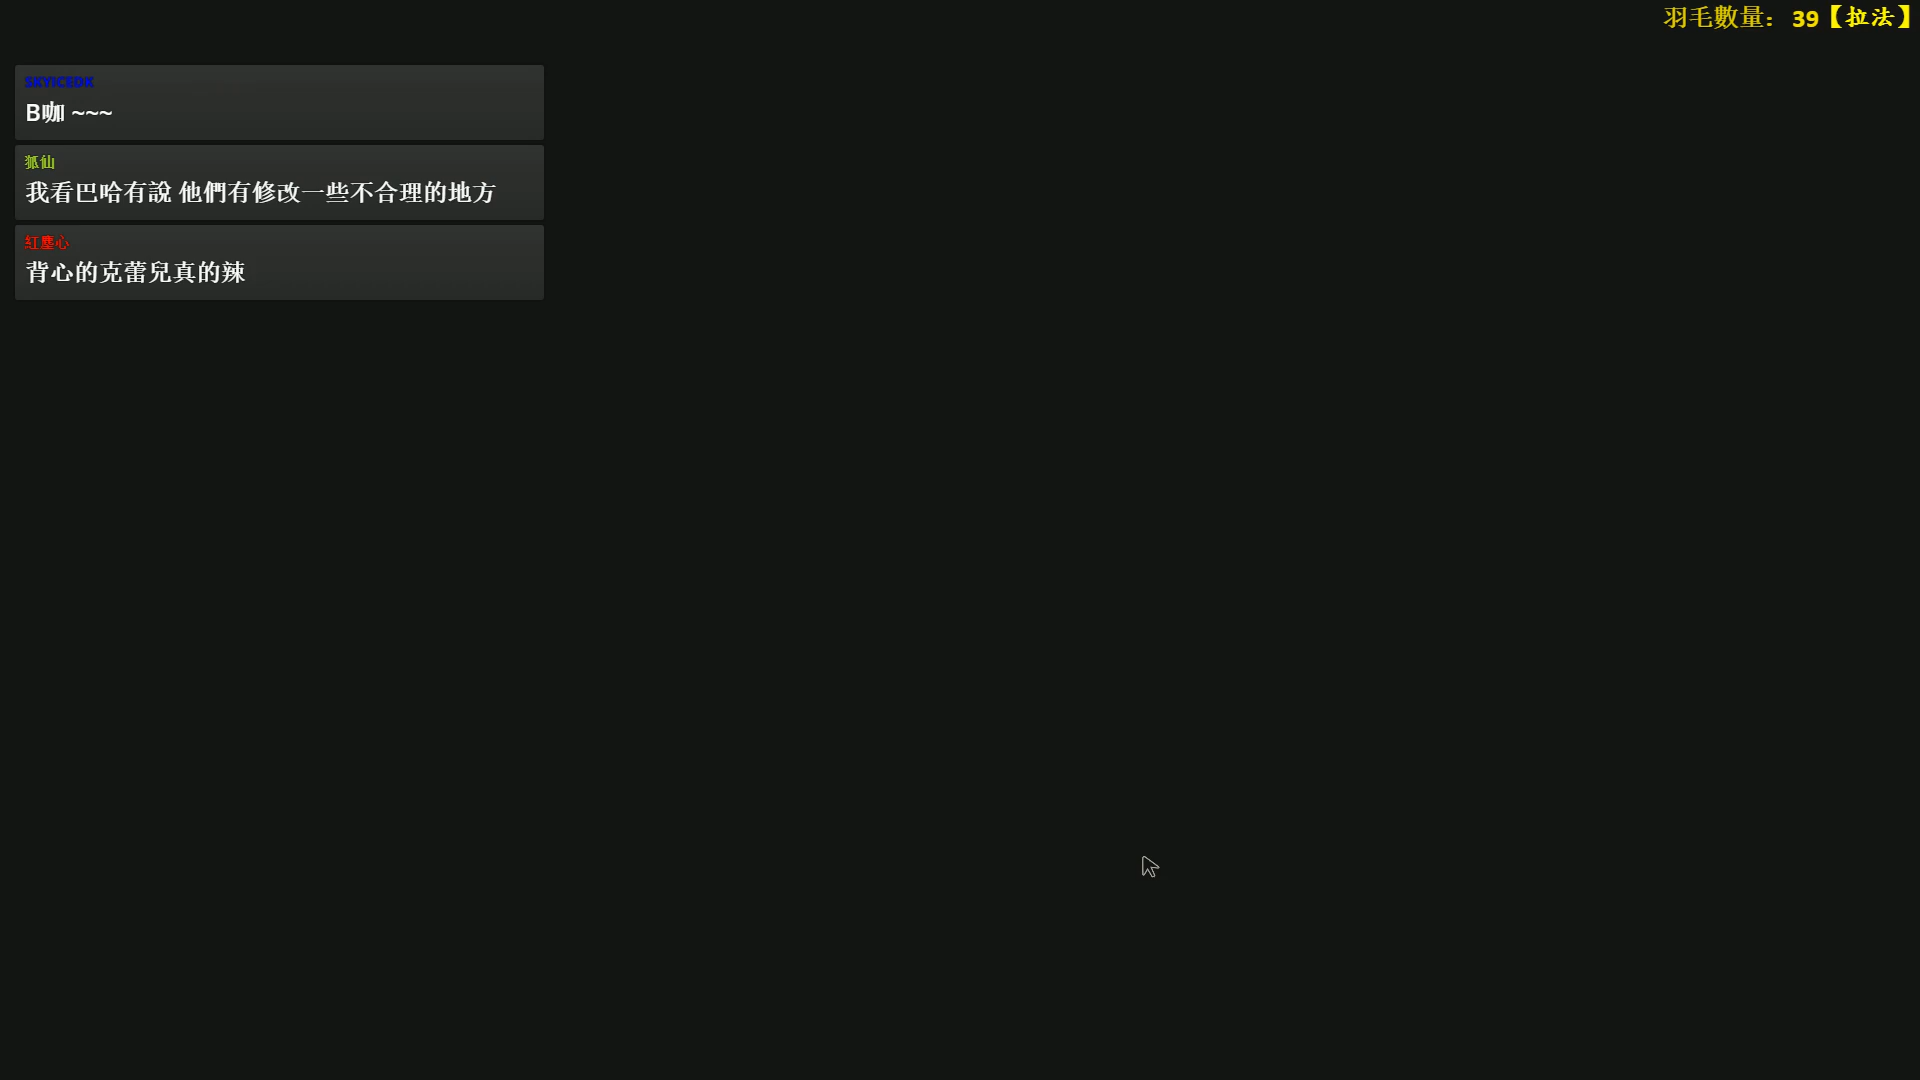 羽毛數量： 39【拉法】
SKYICEDK
B咖 ~~~
狐仙
我看巴哈有說 他們有修改一些不合理的地方
紅塵心
背心的克蕾兒真的辣